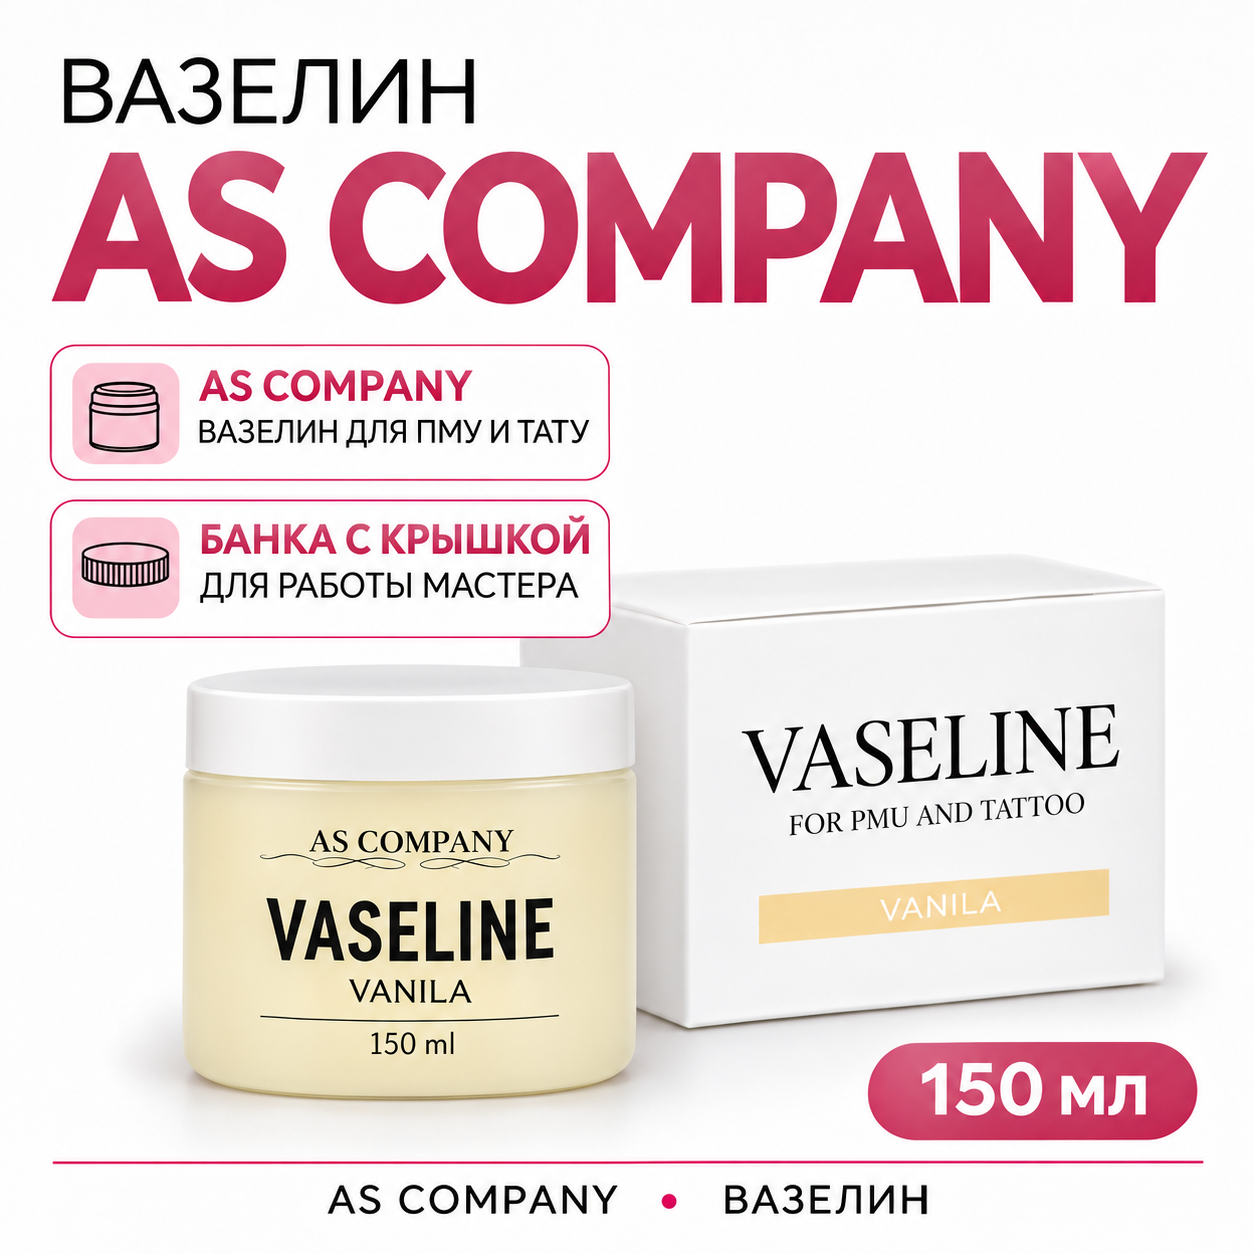 ВАЗЕЛИН
AS COMPANY
AS COMPANY
ВАЗЕЛИН ДЛЯ ПМУ И ТАТУ
БАНКА С КРЫШКОЙ
ДЛЯ РАБОТЫ МАСТЕРА
VASELINE
FOR PMU AND TATTOO
VANILA
AS COMPANY
VASELINE
VANILA
150 ml
150 мл
AS COMPANY • ВАЗЕЛИН